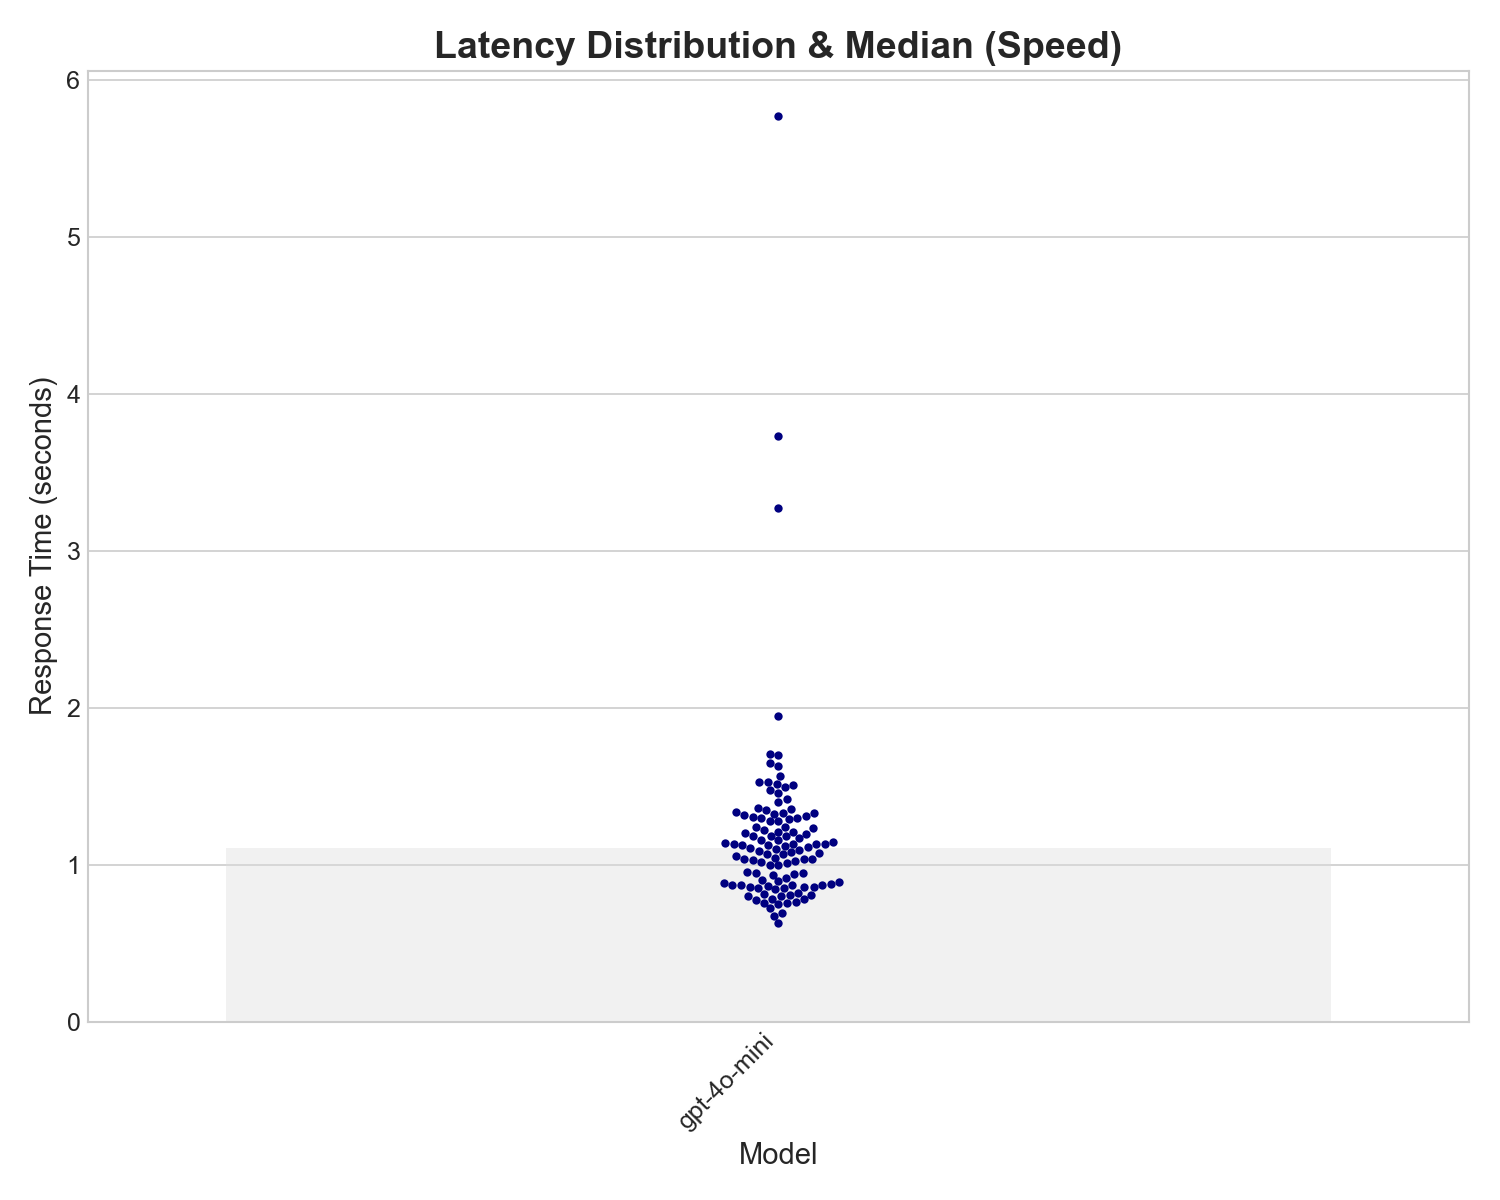 Latency Distribution & Median (Speed)
6
5
4
3
2
1
0
Response Time (seconds)
gpt-4o-mini
Model